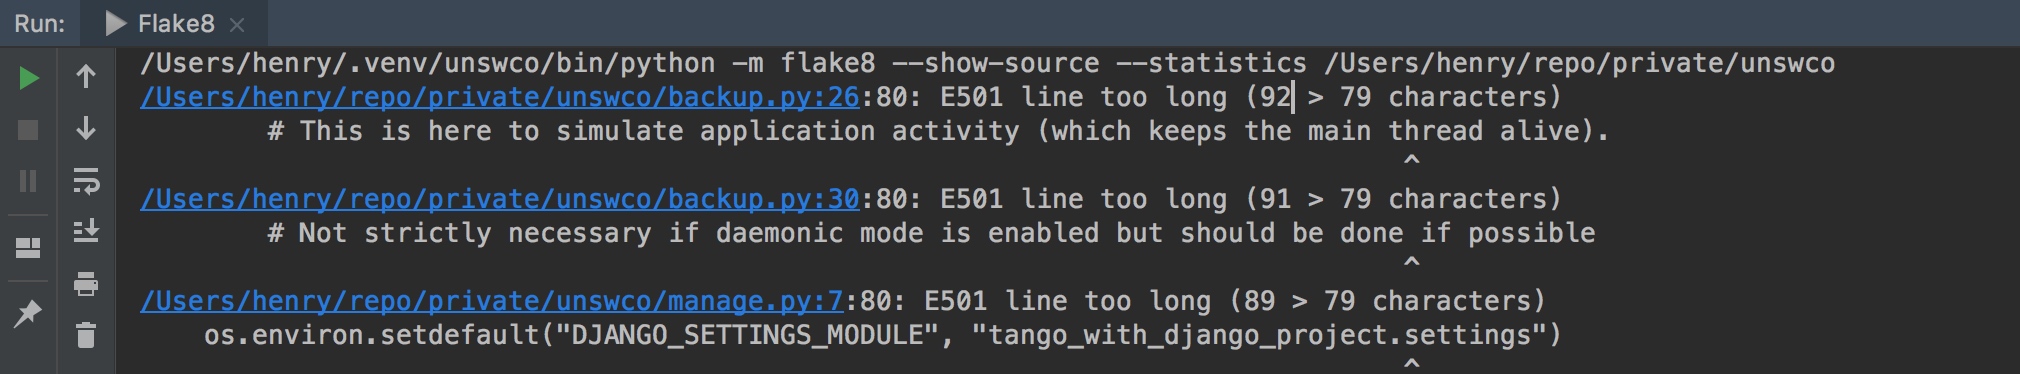 Run: Flake8
/Users/henry/.venv/unswco/bin/python -m flake8 --show-source --statistics /Users/henry/repo/private/unswco
/Users/henry/repo/private/unswco/backup.py:26:80: E501 line too long (92 > 79 characters)
        # This is here to simulate application activity (which keeps the main thread alive).
                                                                               ^
/Users/henry/repo/private/unswco/backup.py:30:80: E501 line too long (91 > 79 characters)
        # Not strictly necessary if daemonic mode is enabled but should be done if possible
                                                                               ^
/Users/henry/repo/private/unswco/manage.py:7:80: E501 line too long (89 > 79 characters)
    os.environ.setdefault("DJANGO_SETTINGS_MODULE", "tango_with_django_project.settings")
                                                                               ^